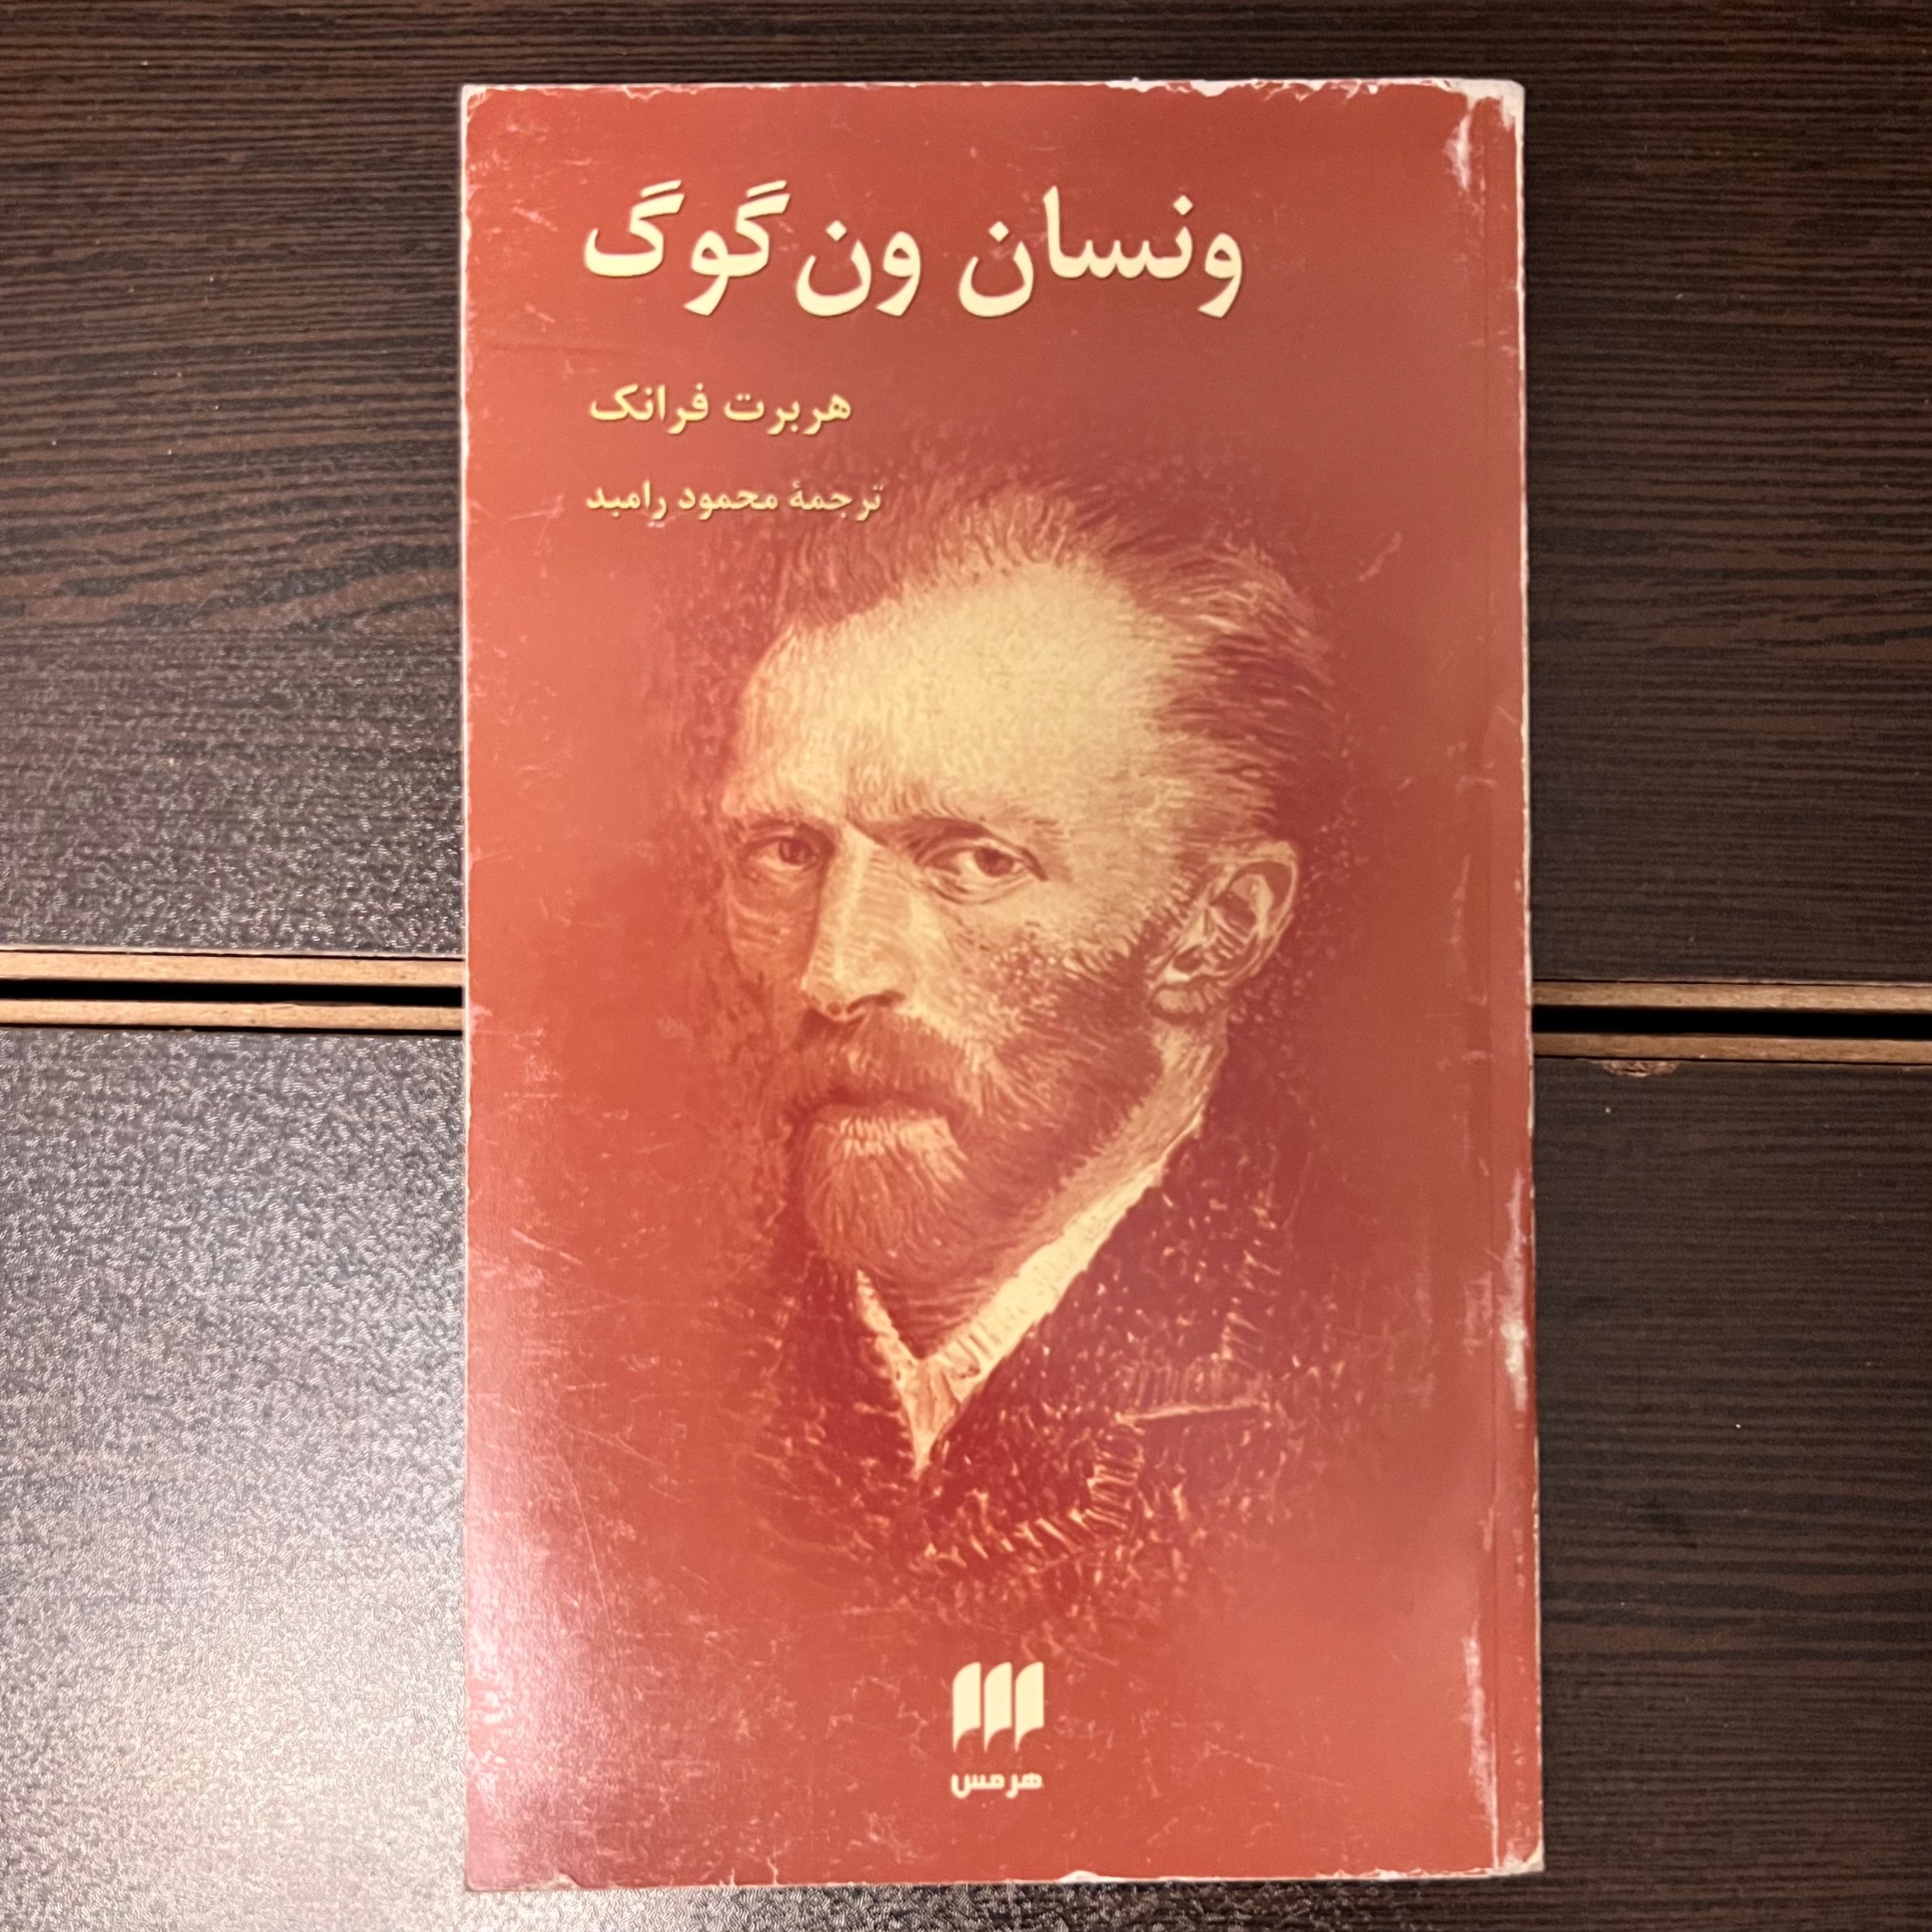 ونسان ون‌گوگ
هربرت فرانک
ترجمهٔ محمود رامبد
هرمس